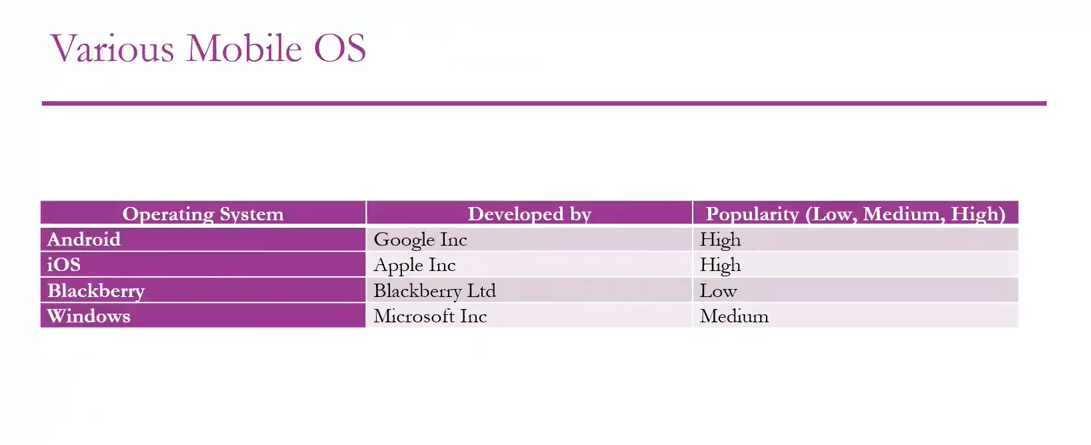 Various Mobile OS
Operating System Developed by Popularity (Low, Medium, High)
Android Google Inc High
iOS Apple Inc High
Blackberry Blackberry Ltd Low
Windows Microsoft Inc Medium